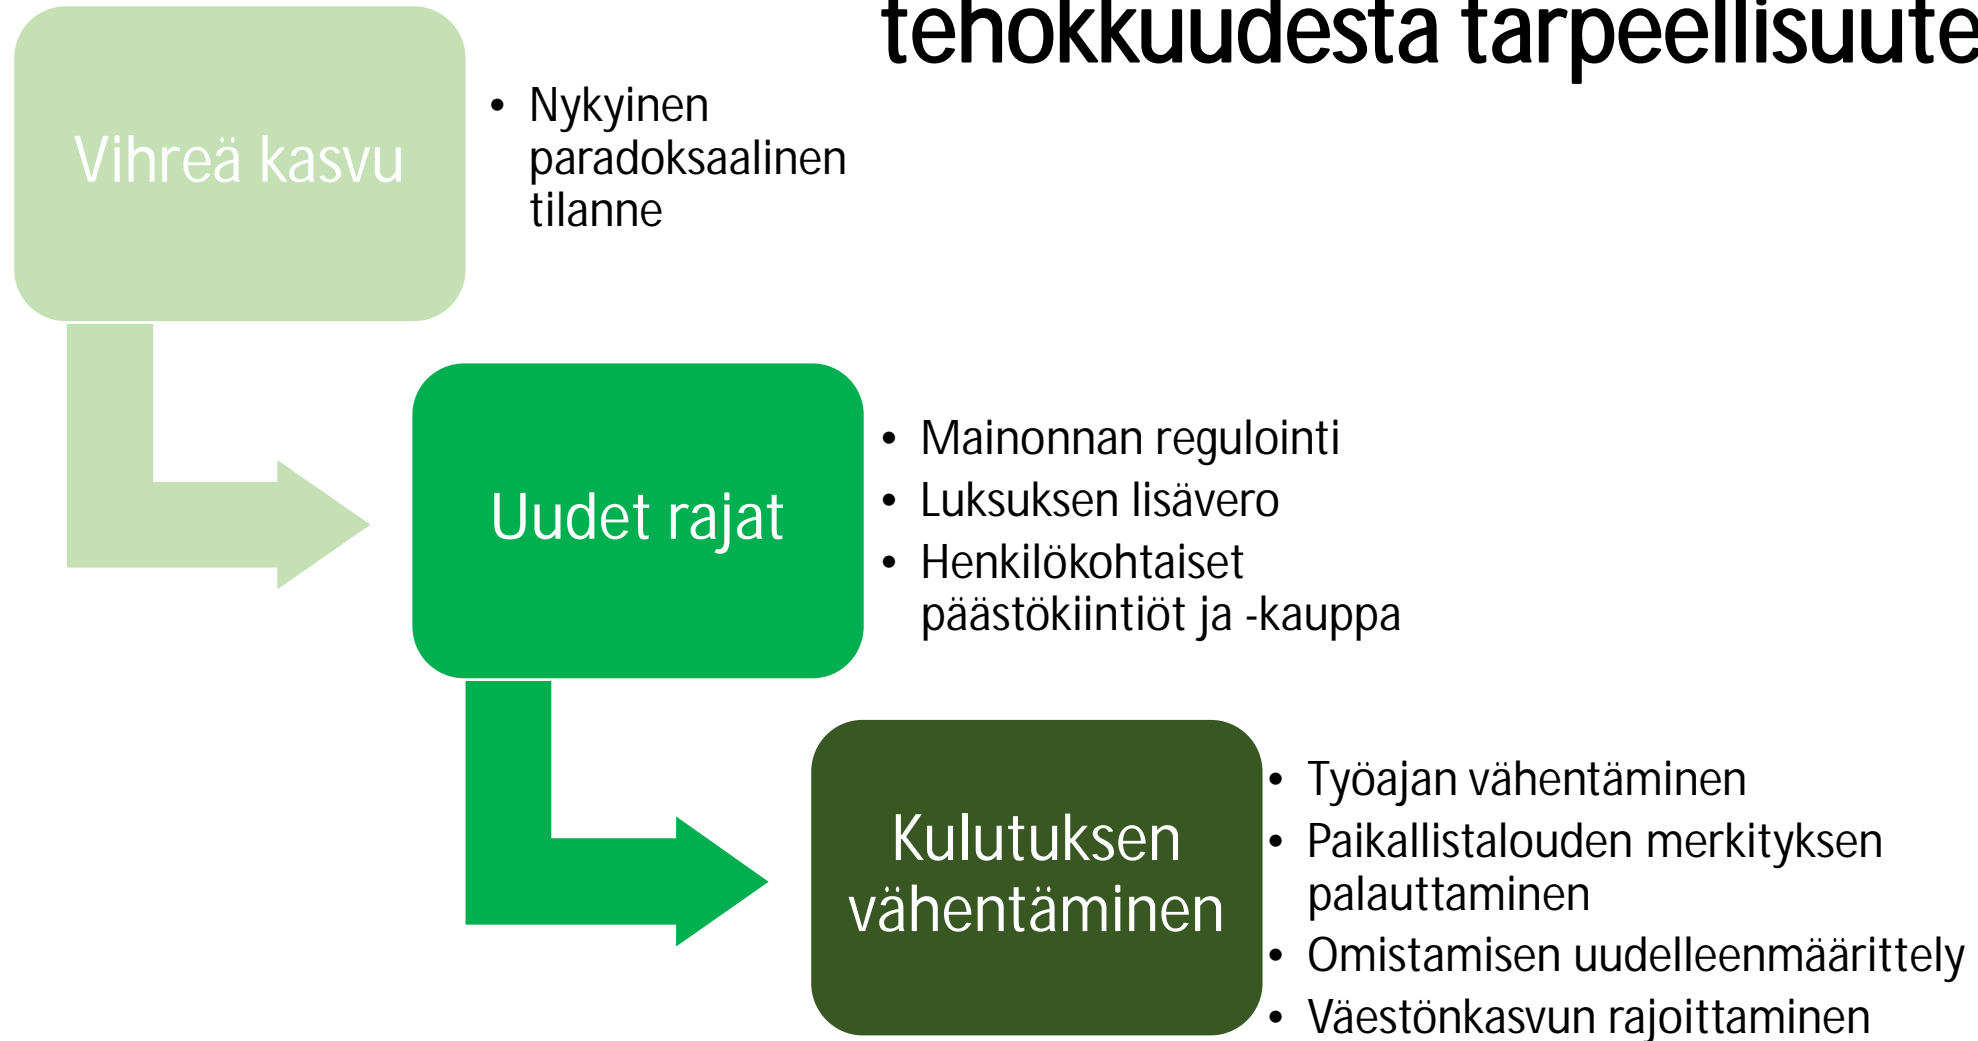 tehokkuudesta tarpeellisuute
Vihreä kasvu
• Nykyinen
paradoksaalinen
tilanne
Uudet rajat
• Mainonnan regulointi
• Luksuksen lisävero
• Henkilökohtaiset
päästökiintiöt ja -kauppa
Kulutuksen
vähentäminen
• Työajan vähentäminen
• Paikallistalouden merkityksen
palauttaminen
• Omistamisen uudelleenmäärittely
• Väestönkasvun rajoittaminen